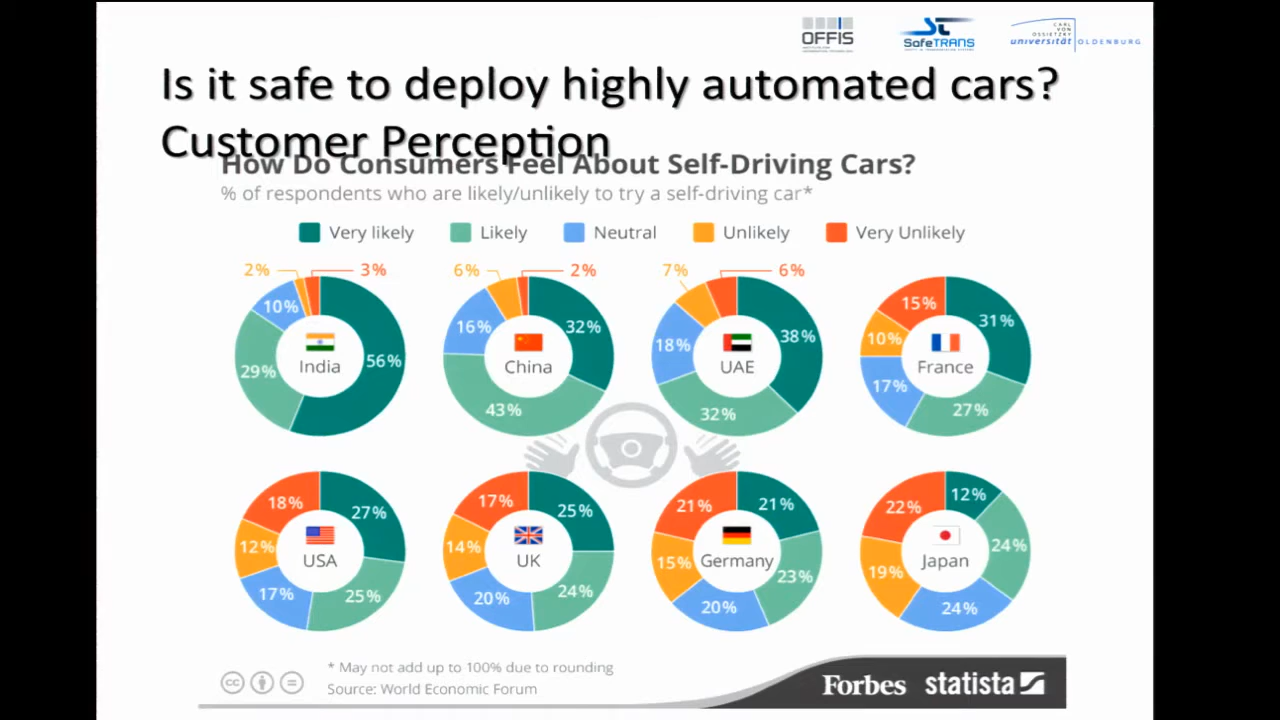 OFFIS
SafeTRANS
CARL
VON
OSSIETZKY
universität OLDENBURG
Is it safe to deploy highly automated cars?
Customer Perception
How Do Consumers Feel About Self-Driving Cars?
% of respondents who are likely/unlikely to try a self-driving car*
Very likely Likely Neutral Unlikely Very Unlikely
2% 3% 10% 29% 56% India
6% 2% 16% 32% 43% China
7% 6% 18% 38% 32% UAE
15% 31% 10% 17% 27% France
18% 27% 12% 17% 25% USA
17% 25% 14% 20% 24% UK
21% 21% 15% 20% 23% Germany
22% 12% 19% 24% 24% Japan
* May not add up to 100% due to rounding
Source: World Economic Forum
cc
Forbes statista